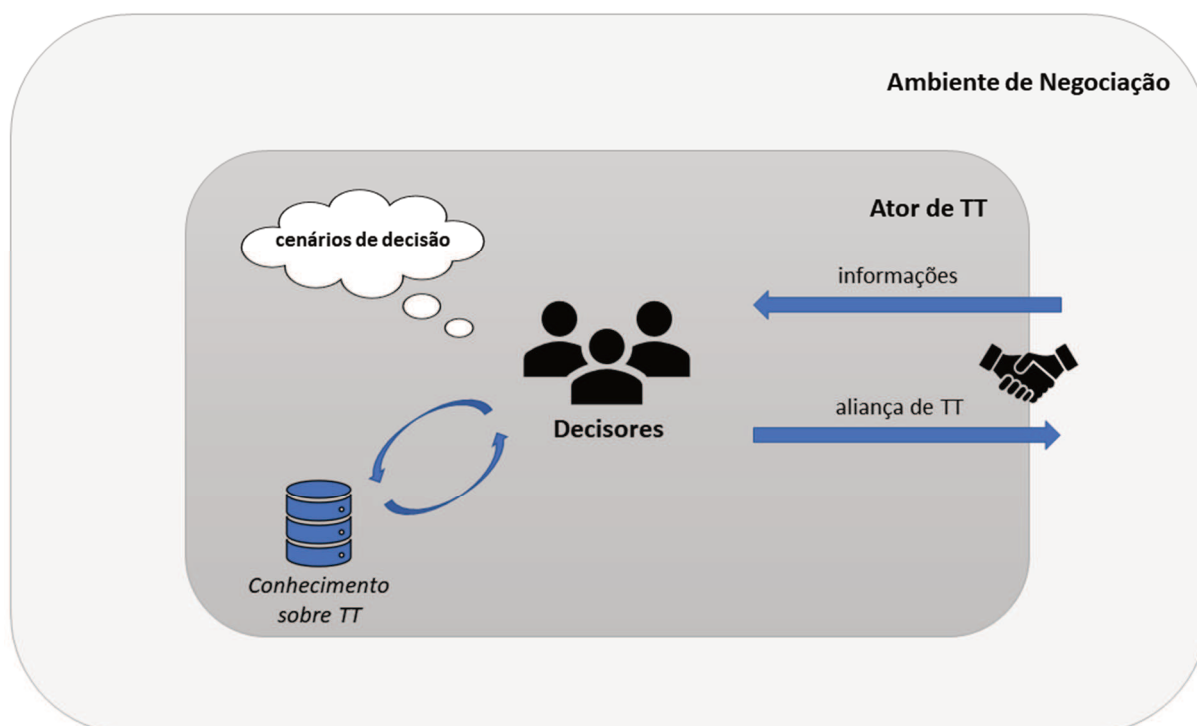 Ambiente de Negociação
Ator de TT
cenários de decisão
informações
aliança de TT
Decisores
Conhecimento
sobre TT